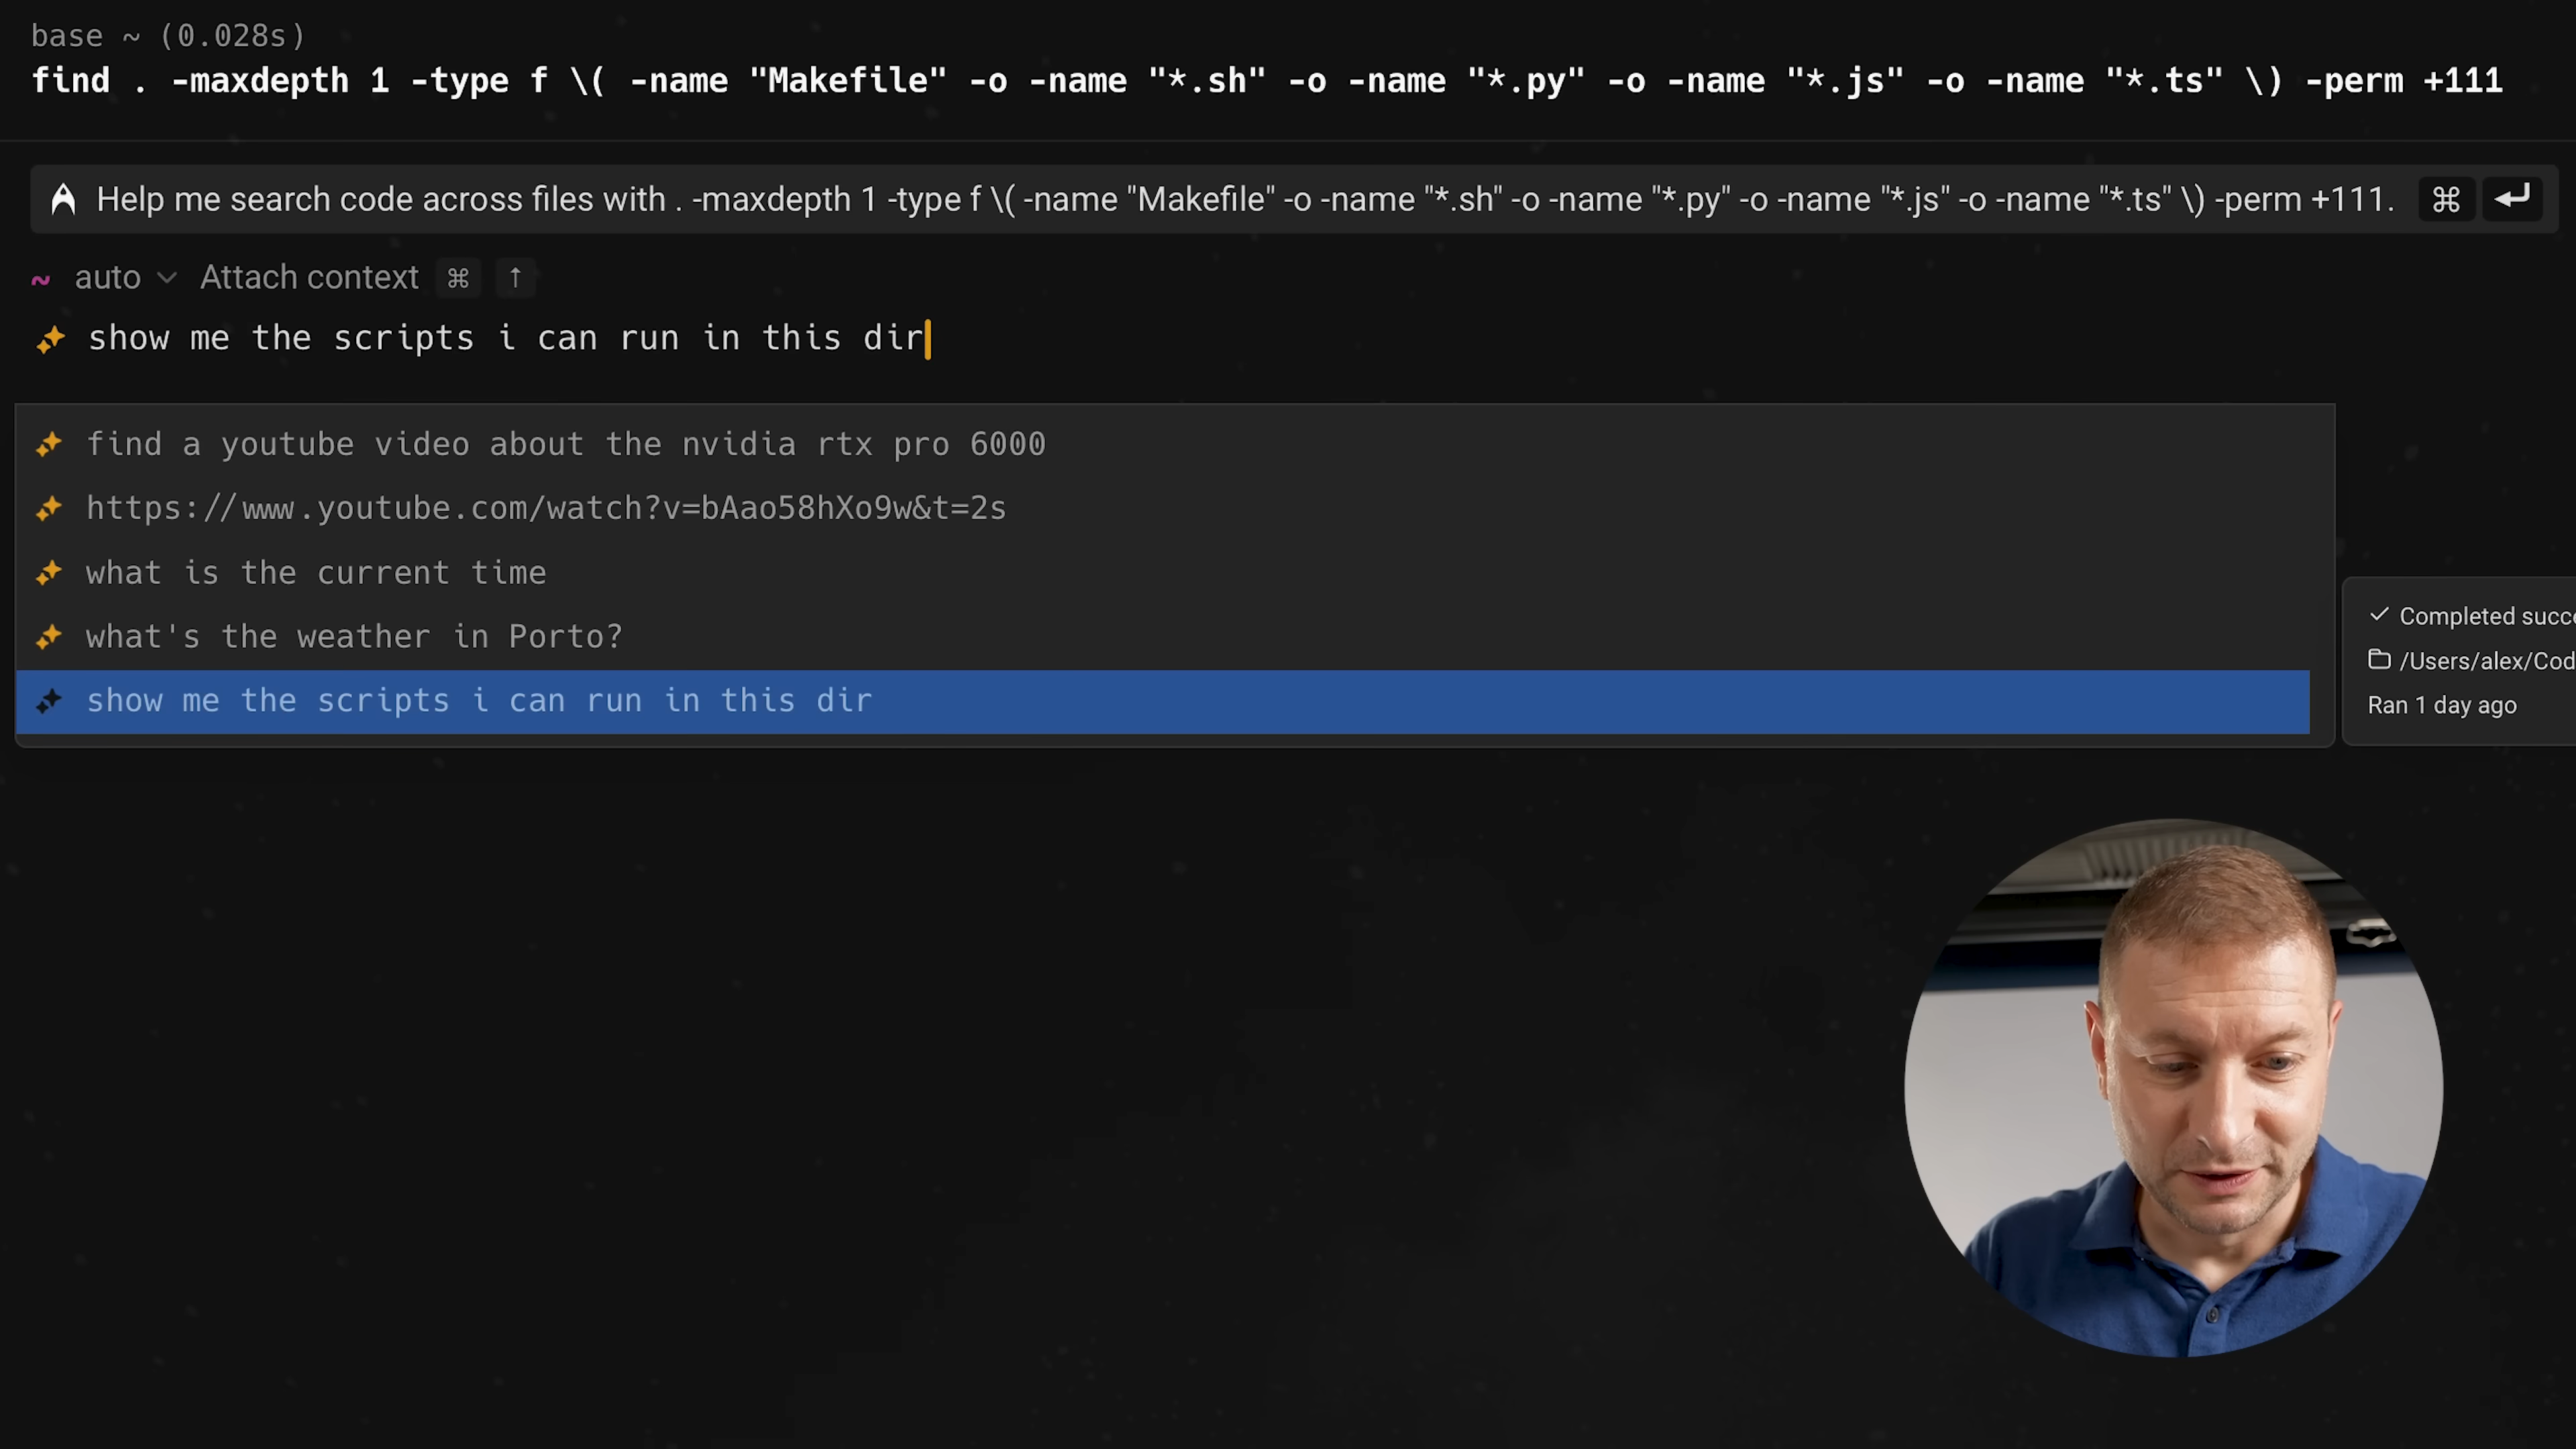 base ~ (0.028s)
find . -maxdepth 1 -type f \( -name "Makefile" -o -name "*.sh" -o -name "*.py" -o -name "*.js" -o -name "*.ts" \) -perm +111
Help me search code across files with . -maxdepth 1 -type f \( -name "Makefile" -o -name "*.sh" -o -name "*.py" -o -name "*.js" -o -name "*.ts" \) -perm +111. ⌘ ↵
~ auto Attach context ⌘ ↑
show me the scripts i can run in this dir
find a youtube video about the nvidia rtx pro 6000
https://www.youtube.com/watch?v=bAao58hXo9w&t=2s
what is the current time
what's the weather in Porto?
show me the scripts i can run in this dir
Completed succe
/Users/alex/Cod
Ran 1 day ago